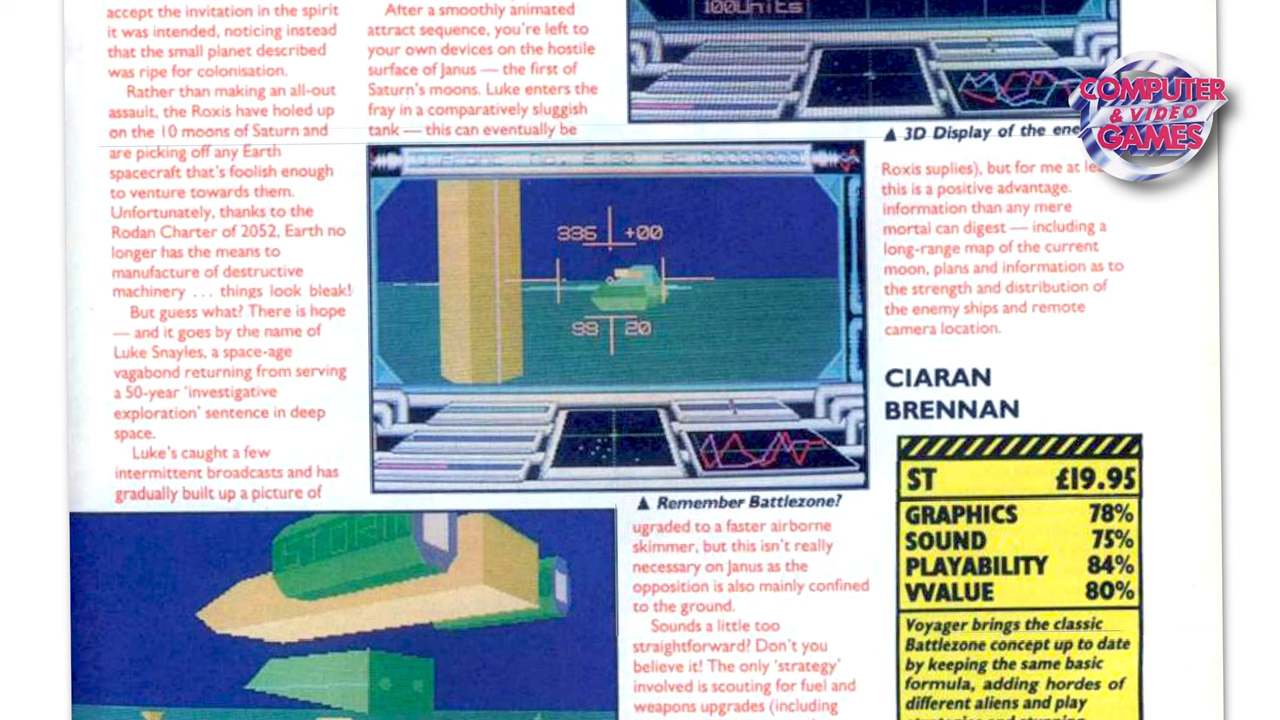 accept the invitation in the spirit
it was intended, noticing instead
that the small planet described
was ripe for colonisation.
Rather than making an all-out
assault, the Roxis have holed up
on the 10 moons of Saturn and
are picking off any Earth
spacecraft that's foolish enough
to venture towards them.
Unfortunately, thanks to the
Rodan Charter of 2052, Earth no
longer has the means to
manufacture of destructive
machinery ... things look bleak!
But guess what? There is hope
— and it goes by the name of
Luke Snayles, a space-age
vagabond returning from serving
a 50-year 'investigative
exploration' sentence in deep
space.
Luke's caught a few
intermittent broadcasts and has
gradually built up a picture of
After a smoothly animated
attract sequence, you're left to
your own devices on the hostile
surface of Janus — the first of
Saturn's moons. Luke enters the
fray in a comparatively sluggish
tank — this can eventually be
336 +00
99 20
▲ Remember Battlezone?
STORM
ugraded to a faster airborne
skimmer, but this isn't really
necessary on Janus as the
opposition is also mainly confined
to the ground.
Sounds a little too
straightforward? Don't you
believe it! The only 'strategy'
involved is scouting for fuel and
weapons upgrades (including
100Units
▲ 3D Display of the
COMPUTER
& VIDEO
GAMES
Roxis suplies), but for me at
this is a positive advantage.
information than any mere
mortal can digest — including a
long-range map of the current
moon, plans and information as to
the strength and distribution of
the enemy ships and remote
camera location.
CIARAN
BRENNAN
ST £19.95
GRAPHICS 78%
SOUND 75%
PLAYABILITY 84%
VVALUE 80%
Voyager brings the classic
Battlezone concept up to date
by keeping the same basic
formula, adding hordes of
different aliens and play